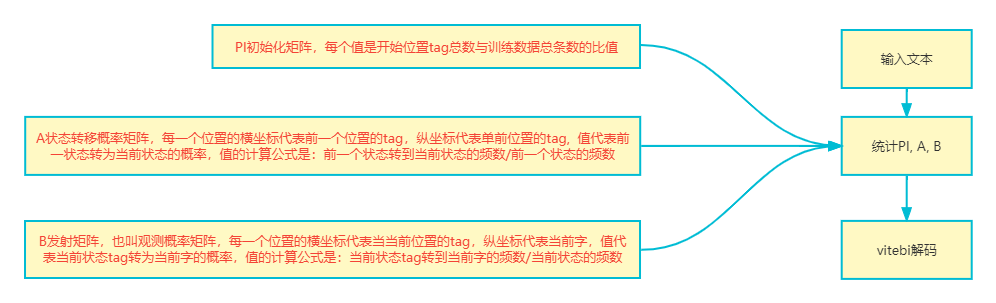 PI初始化矩阵，每个值是开始位置tag总数与训练数据总条数的比值
输入文本
A状态转移概率矩阵，每一个位置的横坐标代表前一个位置的tag，纵坐标代表单前位置的tag, 值代表前
一状态转为当前状态的概率，值的计算公式是：前一个状态转到当前状态的频数/前一个状态的频数
统计PI, A, B
B发射矩阵，也叫观测概率矩阵，每一个位置的横坐标代表当当前位置的tag，纵坐标代表当前字，值代
表当前状态tag转为当前字的概率，值的计算公式是：当前状态tag转到当前字的频数/当前状态的频数
vitebi解码